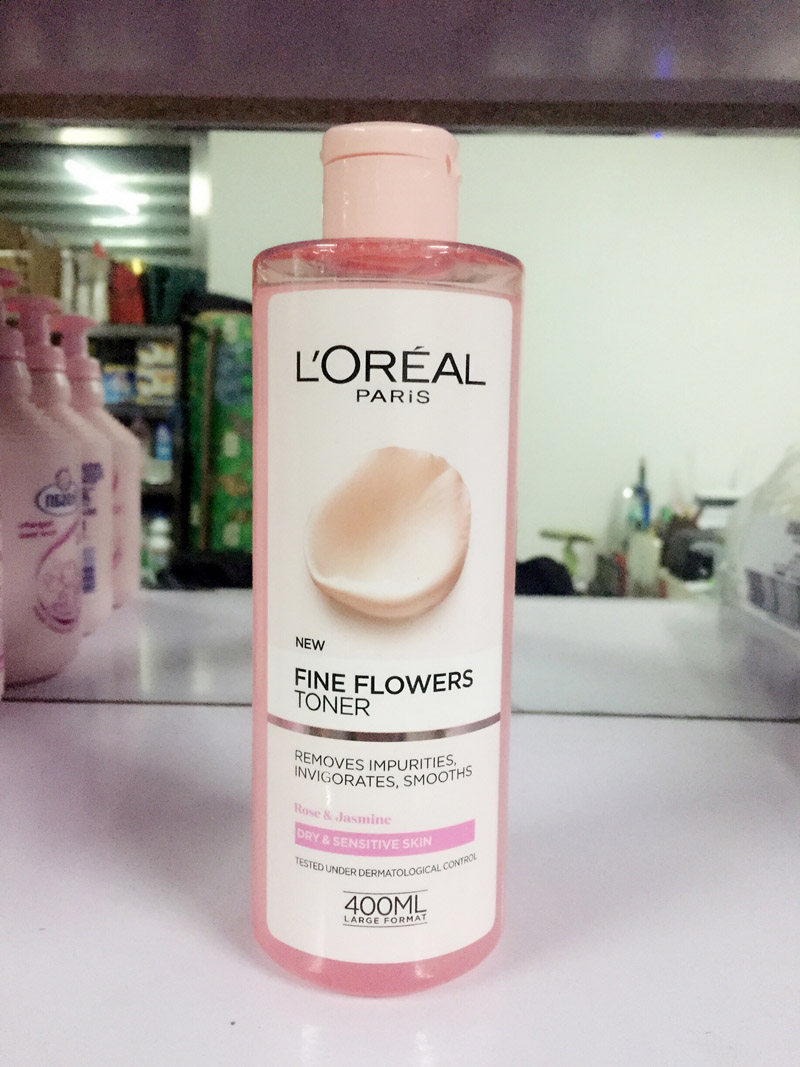 L'ORÉAL
PARiS
NEW
FINE FLOWERS
TONER
REMOVES IMPURITIES,
INVIGORATES, SMOOTHS
Rose & Jasmine
DRY & SENSITIVE SKIN
TESTED UNDER DERMATOLOGICAL CONTROL
400ML
LARGE FORMAT